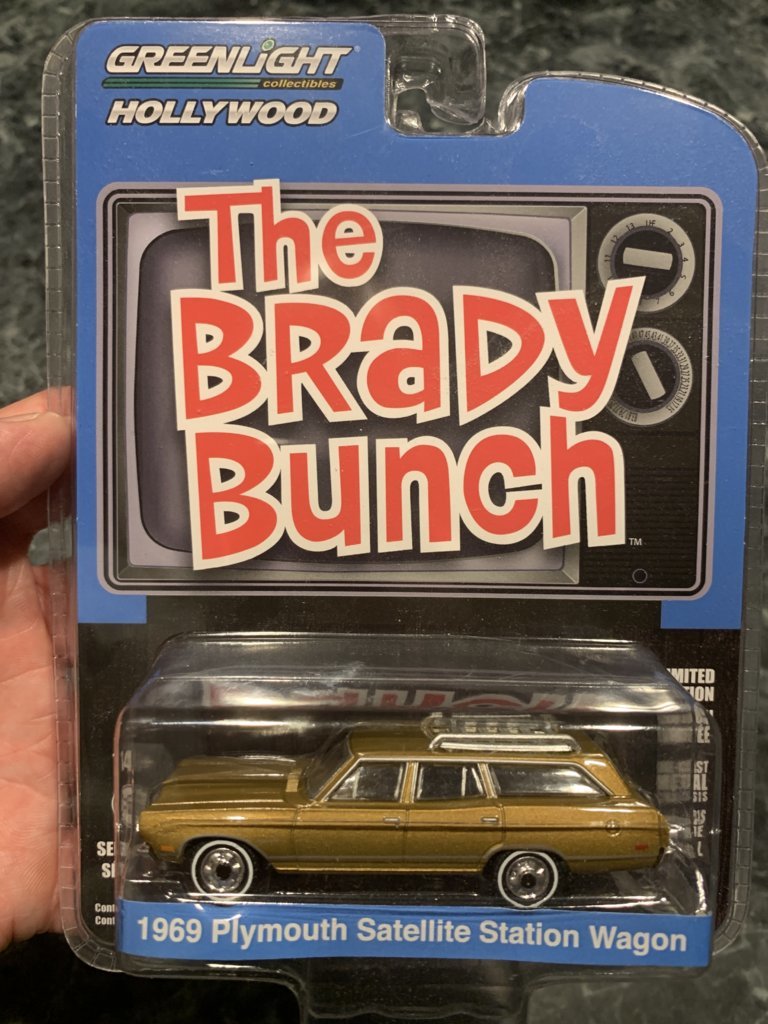 GREENLiGHT
collectibles
HOLLYWOOD
The
BRaDy
Bunch
™
1969 Plymouth Satellite Station Wagon